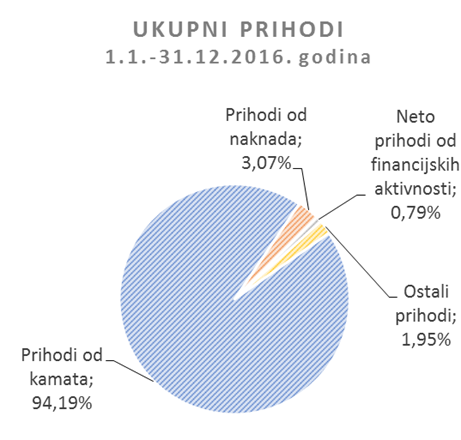 UKUPNI PRIHODI
1.1.-31.12.2016. godina
Prihodi od
naknada;
3,07%
Neto
prihodi od
financijskih
aktivnosti;
0,79%
Ostali
prihodi;
1,95%
Prihodi od
kamata;
94,19%